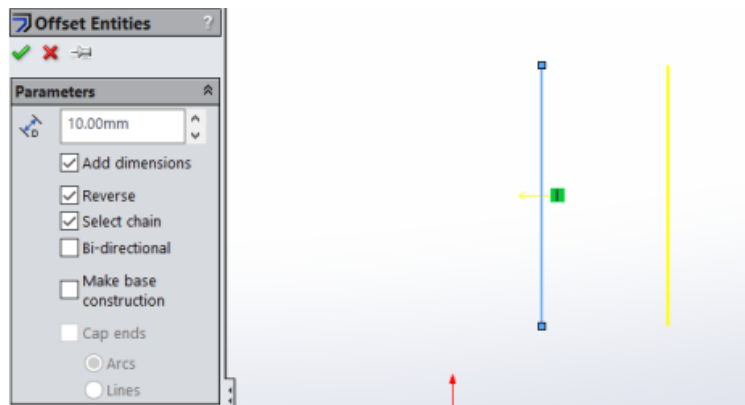 Offset Entities ?
Parameters
D
10.00mm
Add dimensions
Reverse
Select chain
Bi-directional
Make base
construction
Cap ends
Arcs
Lines